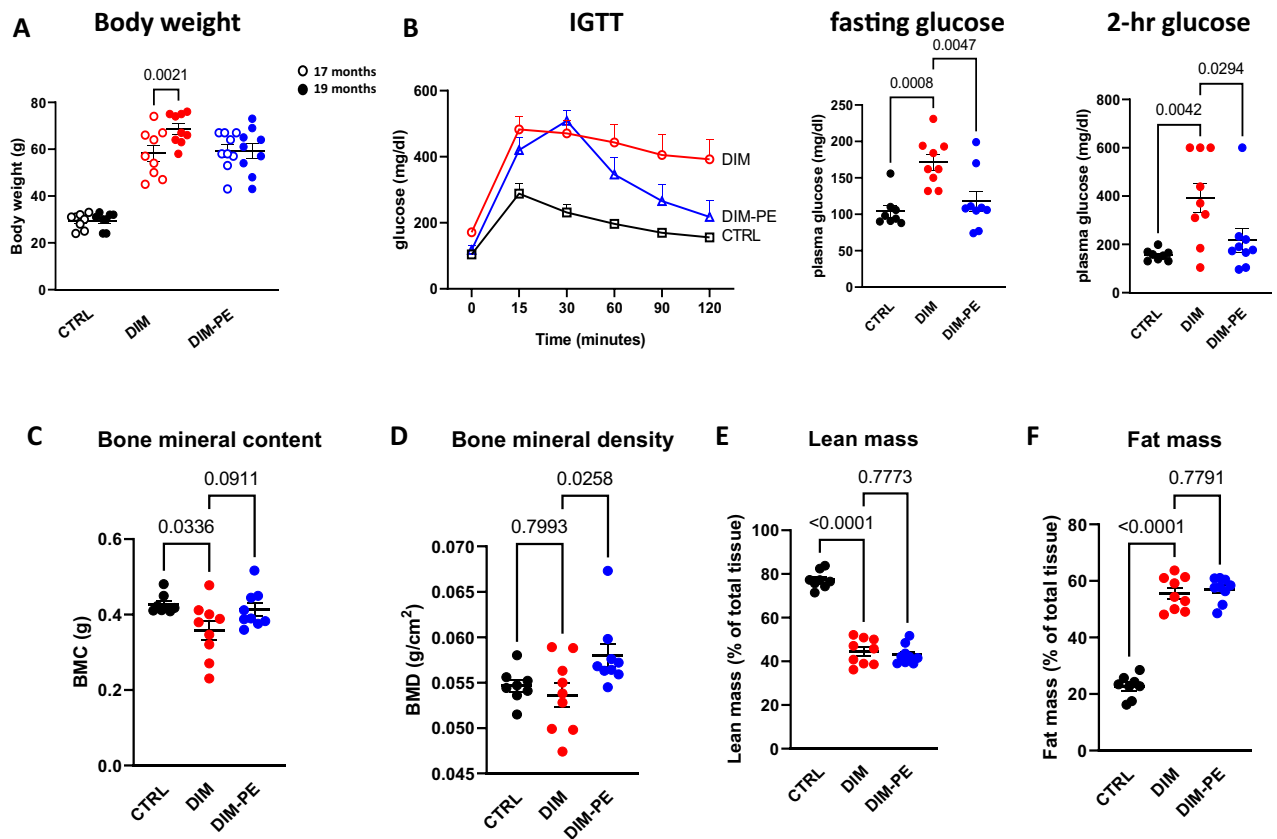 A
Body weight
0.0021
17 months
19 months
Body weight (g)
80
60
40
20
0
CTRL
DIM
DIM-PE
B
IGTT
glucose (mg/dl)
600
400
200
0
DIM
DIM-PE
CTRL
0
15
30
60
90
120
Time (minutes)
fasting glucose
0.0047
0.0008
plasma glucose (mg/dl)
250
200
150
100
50
0
CTRL
DIM
DIM-PE
2-hr glucose
0.0294
0.0042
plasma glucose (mg/dl)
800
600
400
200
0
CTRL
DIM
DIM-PE
C
Bone mineral content
0.0911
0.0336
BMC (g)
0.6
0.4
0.2
0.0
CTRL
DIM
DIM-PE
D
Bone mineral density
0.0258
0.7993
BMD (g/cm²)
0.070
0.065
0.060
0.055
0.050
0.045
CTRL
DIM
DIM-PE
E
Lean mass
0.7773
<0.0001
Lean mass (% of total tissue)
100
80
60
40
20
0
CTRL
DIM
DIM-PE
F
Fat mass
0.7791
<0.0001
Fat mass (% of total tissue)
80
60
40
20
0
CTRL
DIM
DIM-PE